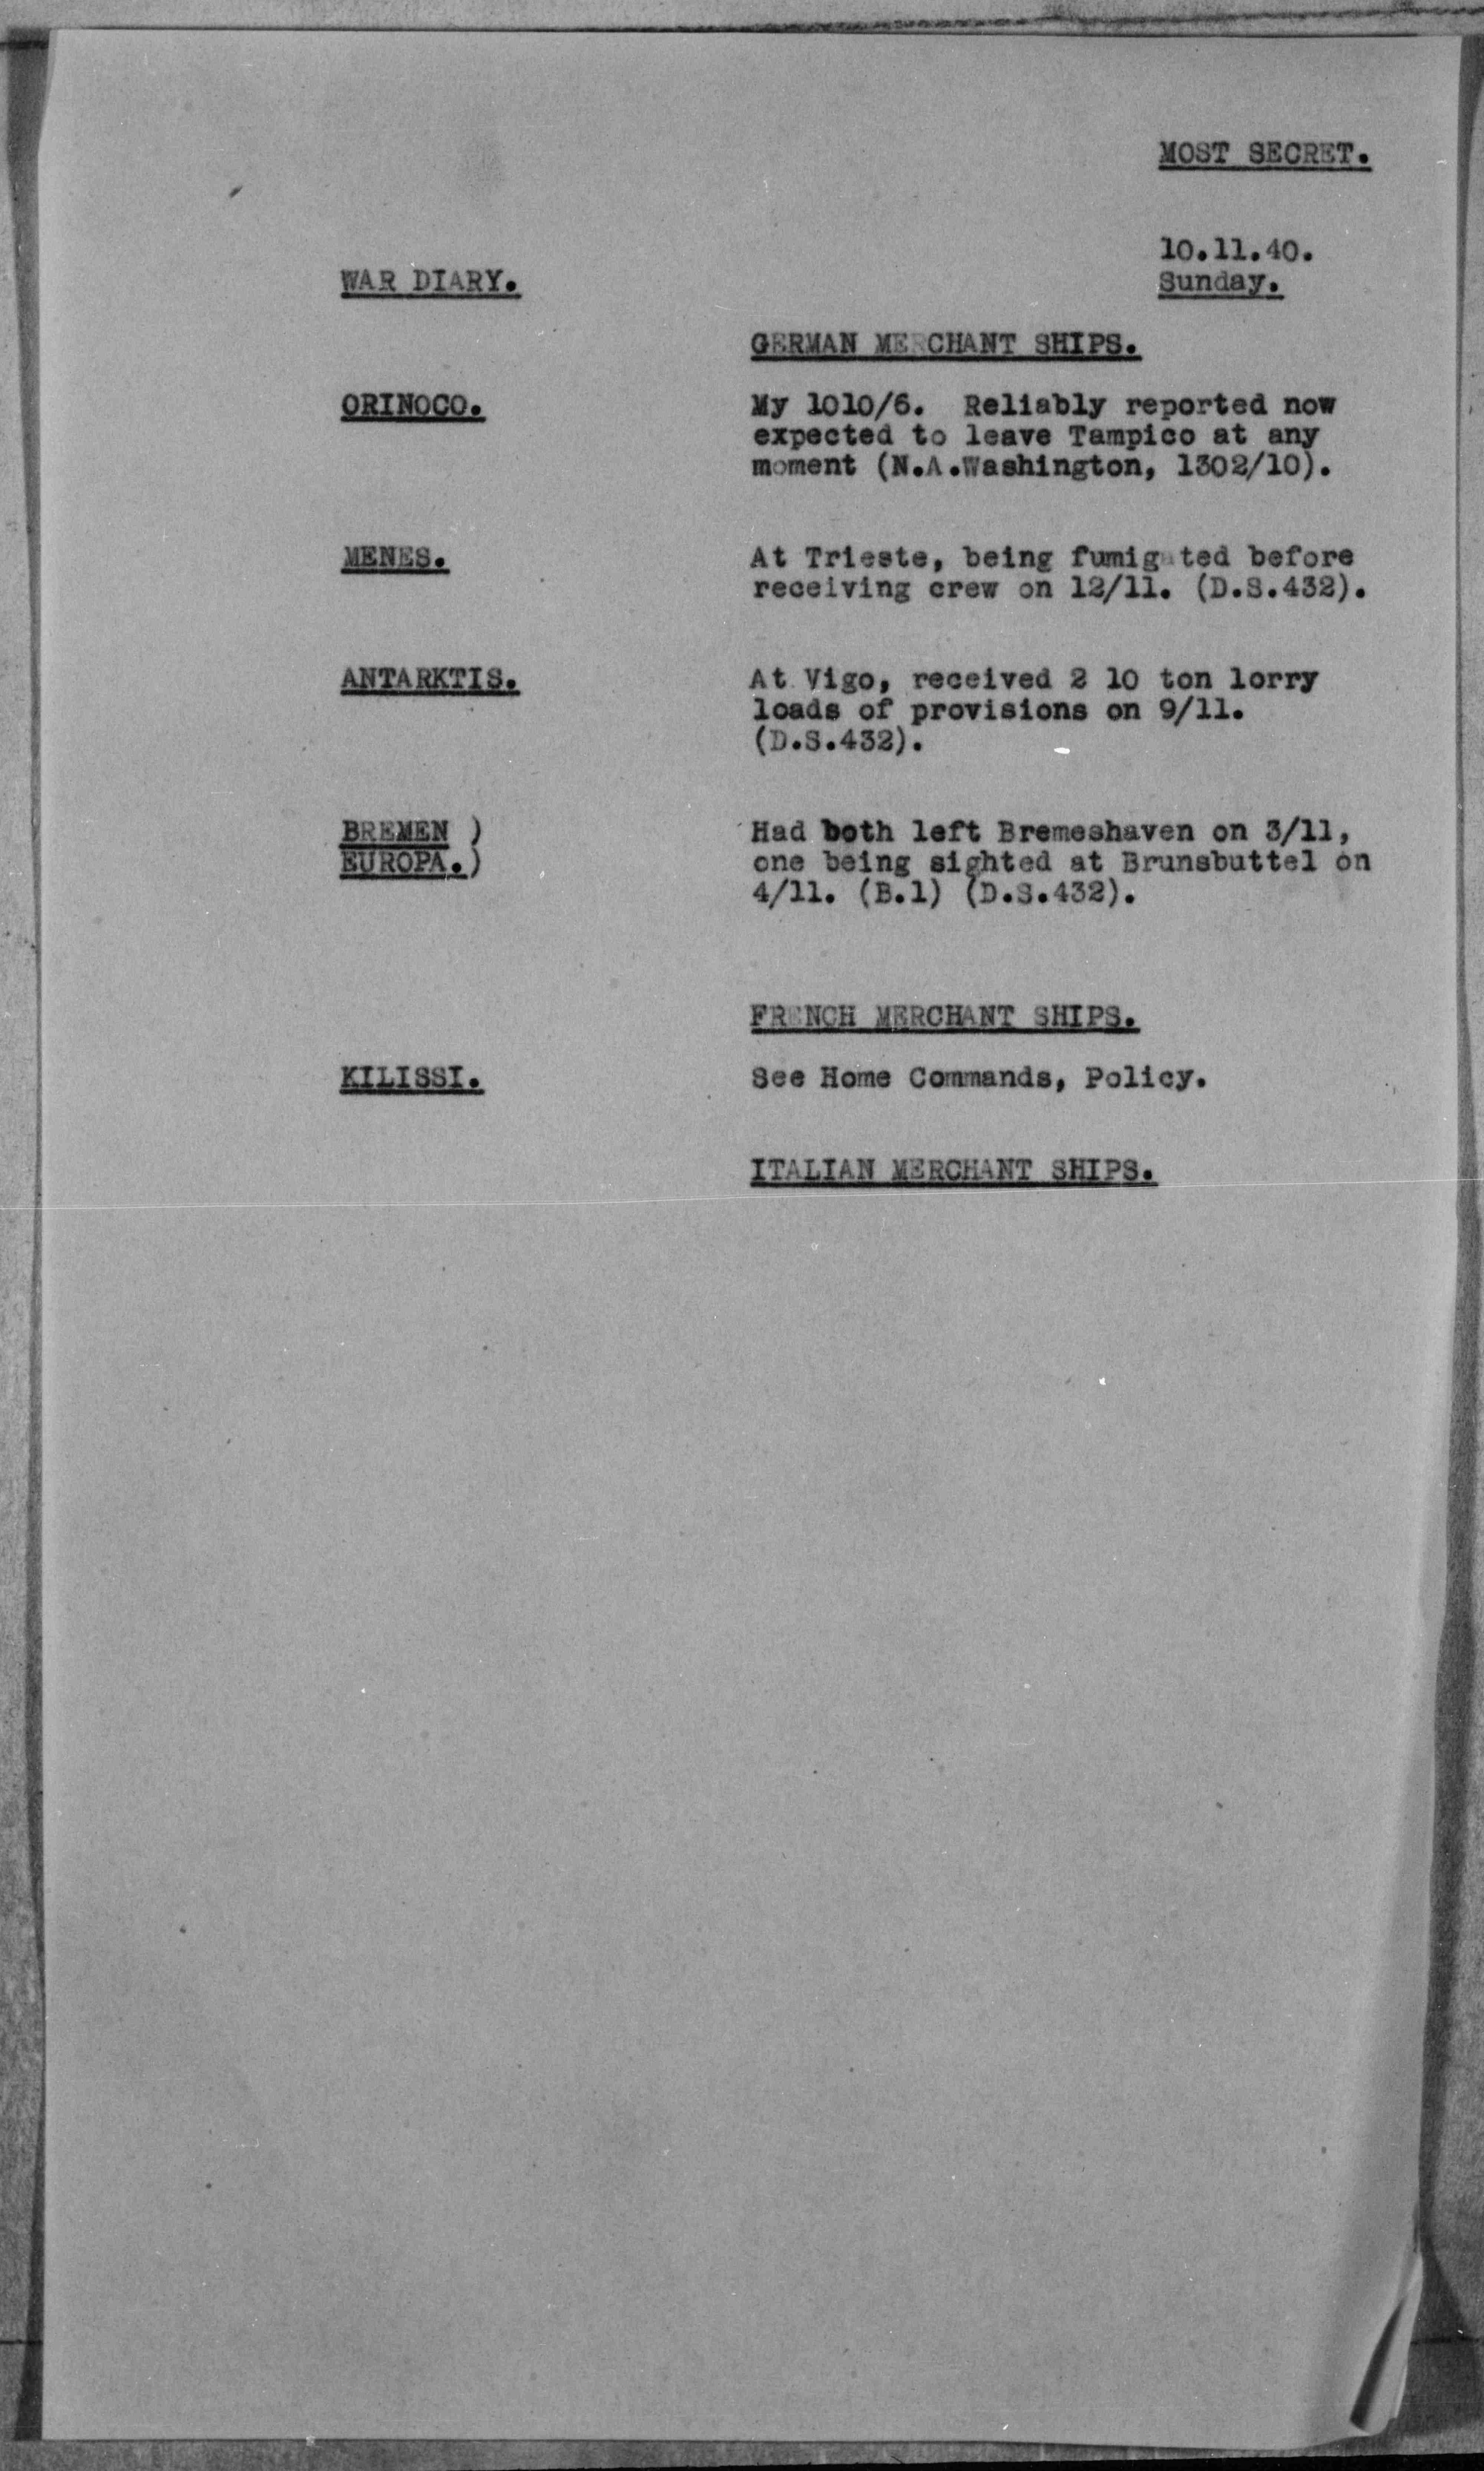 MOST SECRET.
10.11.40.
WAR DIARY.
Sunday.
GERMAN MERCHANT SHIPS.
ORINOCO. My 1010/6. Reliably reported now
expected to leave Tampico at any
moment (N.A.Washington, 1302/10).
MENES. At Trieste, being fumigated before
receiving crew on 12/11. (D.S.432).
ANTARKTIS. At Vigo, received 2 10 ton lorry
loads of provisions on 9/11.
(D.S.432).
BREMEN ) Had both left Bremeshaven on 3/11,
EUROPA.) one being sighted at Brunsbuttel on
4/11. (B.1) (D.S.432).
FRENCH MERCHANT SHIPS.
KILISSI. See Home Commands, Policy.
ITALIAN MERCHANT SHIPS.